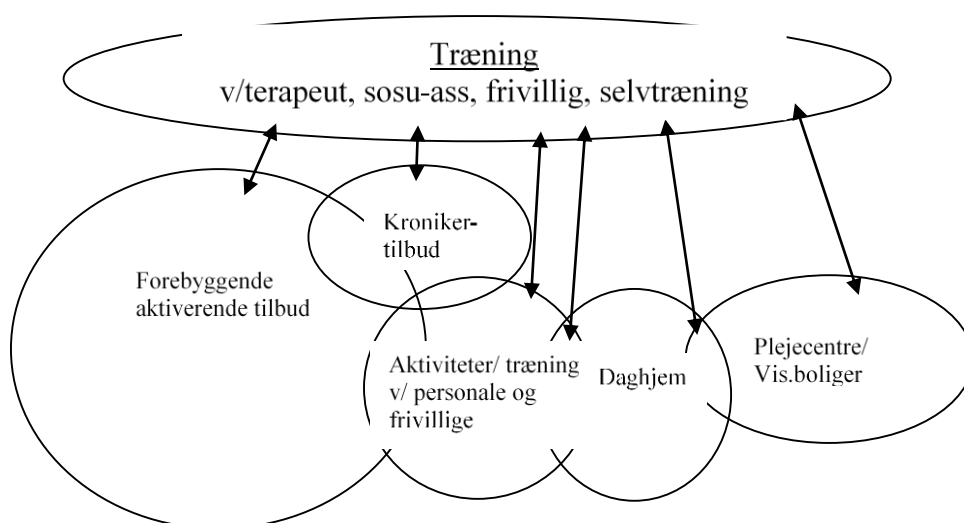 Træning
v/terapeut, sosu-ass, frivillig, selvtræning
Kroniker-
tilbud
Forebyggende
aktiverende tilbud
Aktiviteter/ træning
v/ personale og
frivillige
Daghjem
Plejecentre/
Vis.boliger